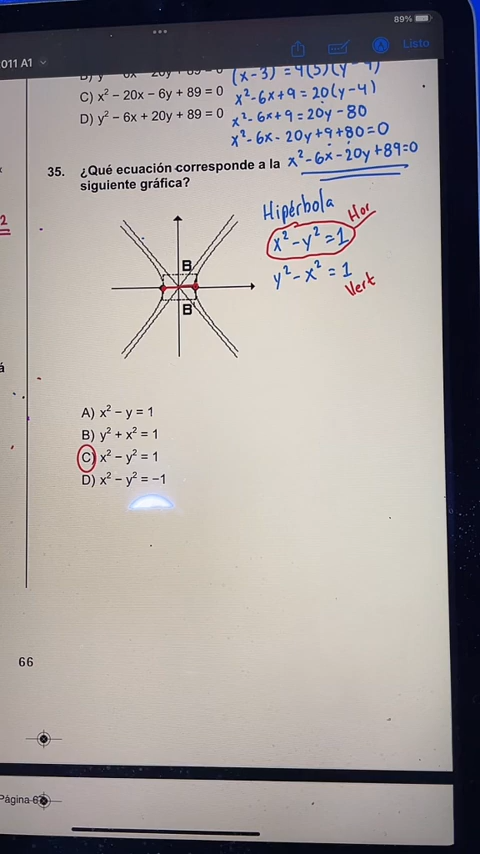 89%
Listo
011 A1
(x-3) = 4(5)(y-4)
C) x² – 20x – 6y + 89 = 0
x²-6x+9 = 20(y-4)
D) y² – 6x + 20y + 89 = 0
x²-6x+9 = 20y-80
x²-6x-20y+9+80=0
35. ¿Qué ecuación corresponde a la
siguiente gráfica?
x²-6x-20y+89=0
2
Hipérbola
Hor
x²-y²=1
y²-x²=1
Vert
B
B'
á
A) x² – y = 1
B) y² + x² = 1
C) x² – y² = 1
D) x² – y² = –1
66
Página 6